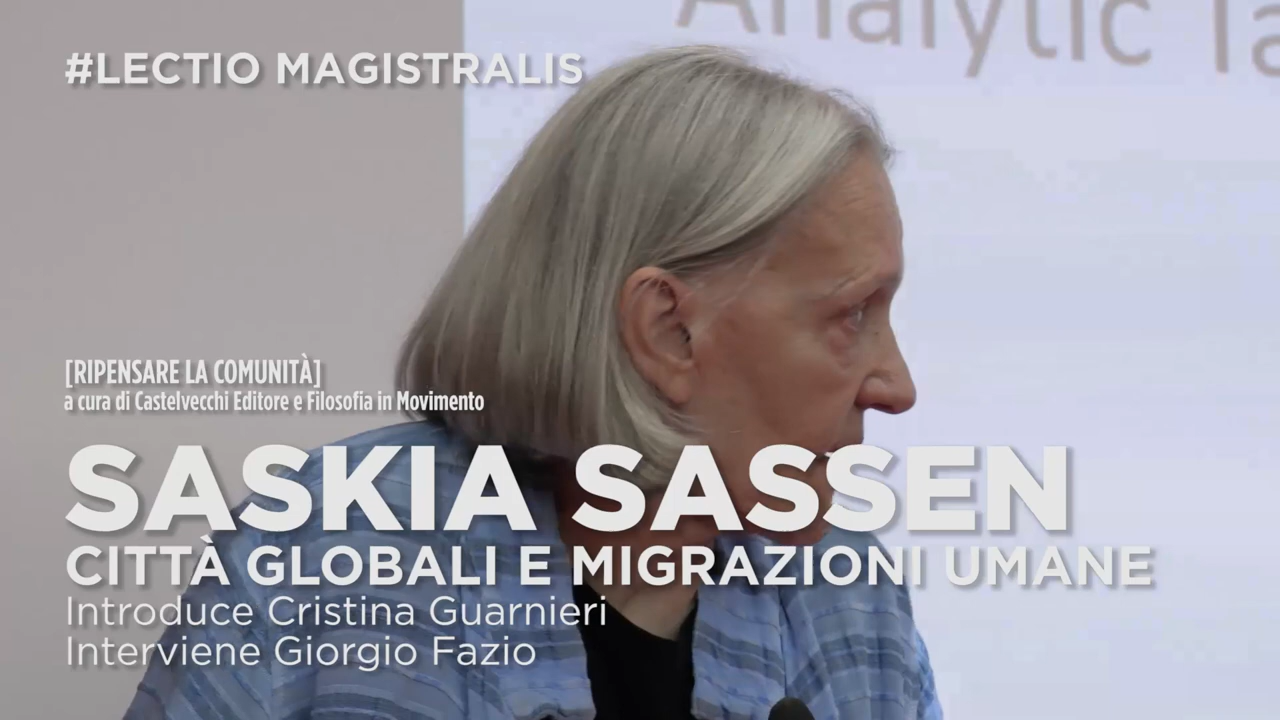 Analytic
#LECTIO MAGISTRALIS
[RIPENSARE LA COMUNITÀ]
a cura di Castelvecchi Editore e Filosofia in Movimento
SASKIA SASSEN
CITTÀ GLOBALI E MIGRAZIONI UMANE
Introduce Cristina Guarnieri
Interviene Giorgio Fazio